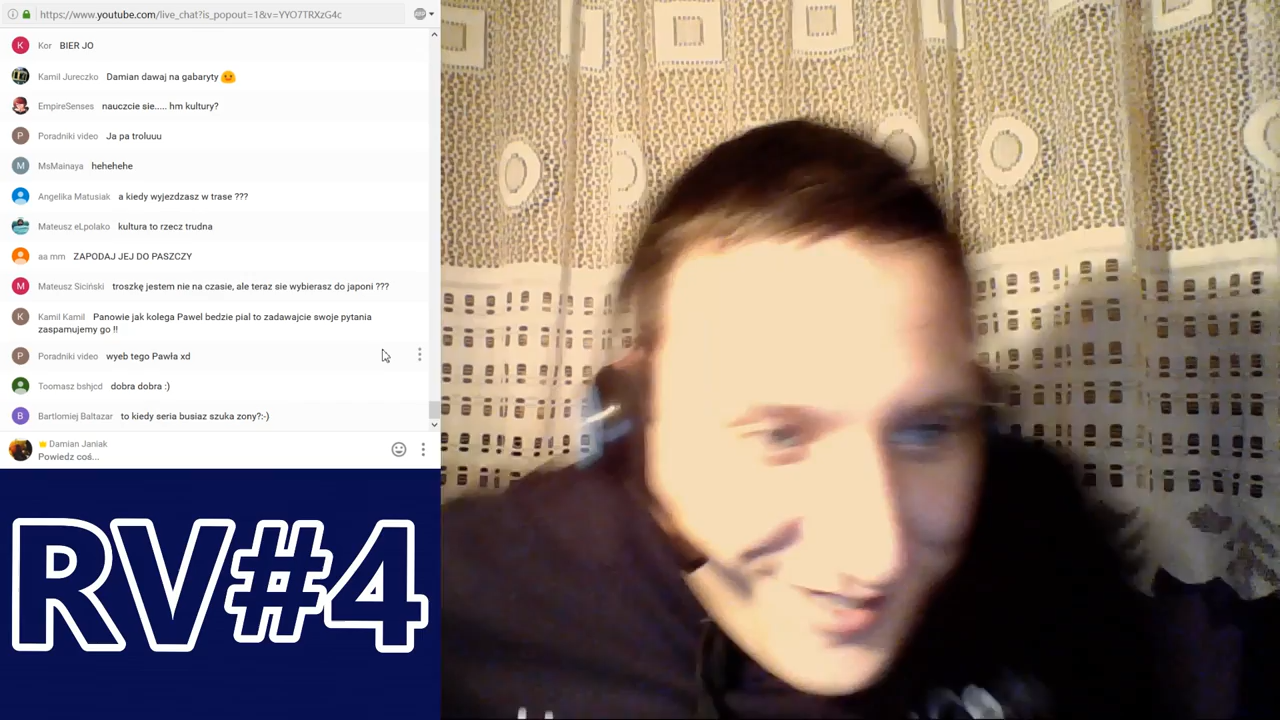 https://www.youtube.com/live_chat?is_popout=1&v=YYO7TRXzG4c
K Kor BIER JO
Kamil Jureczko Damian dawaj na gabaryty
EmpireSenses nauczcie sie..... hm kultury?
P Poradniki video Ja pa troluuu
M MsMainaya hehehehe
Angelika Matusiak a kiedy wyjezdzasz w trase ???
Mateusz eLpolako kultura to rzecz trudna
aa mm ZAPODAJ JEJ DO PASZCZY
M Mateusz Siciński troszkę jestem nie na czasie, ale teraz sie wybierasz do japoni ???
K Kamil Kamil Panowie jak kolega Pawel bedzie pial to zadawajcie swoje pytania
zaspamujemy go !!
P Poradniki video wyeb tego Pawła xd
Toomasz bshjcd dobra dobra :)
B Bartlomiej Baltazar to kiedy seria busiaz szuka zony?:-)
Damian Janiak
Powiedz coś...
RV#4